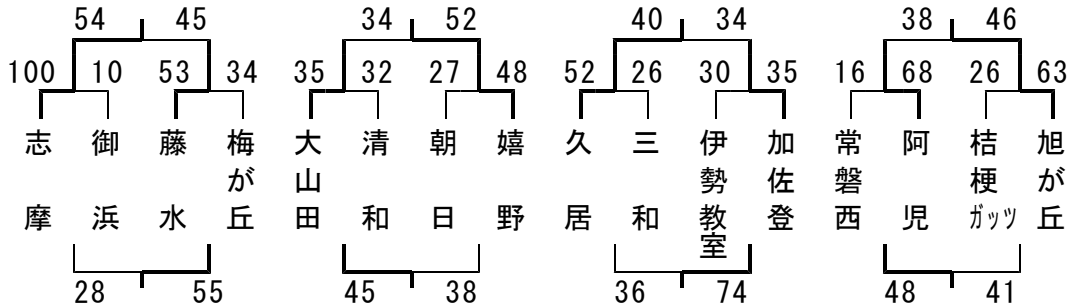 54 45 34 52 40 34 38 46
100 10 53 34 35 32 27 48 52 26 30 35 16 68 26 63
志摩 御浜 藤水 梅が丘 大山田 清和 朝日 嬉野 久居 三和 伊勢教室 加佐登 常磐西 阿児 桔梗ガッツ 旭が丘
28 55 45 38 36 74 48 41